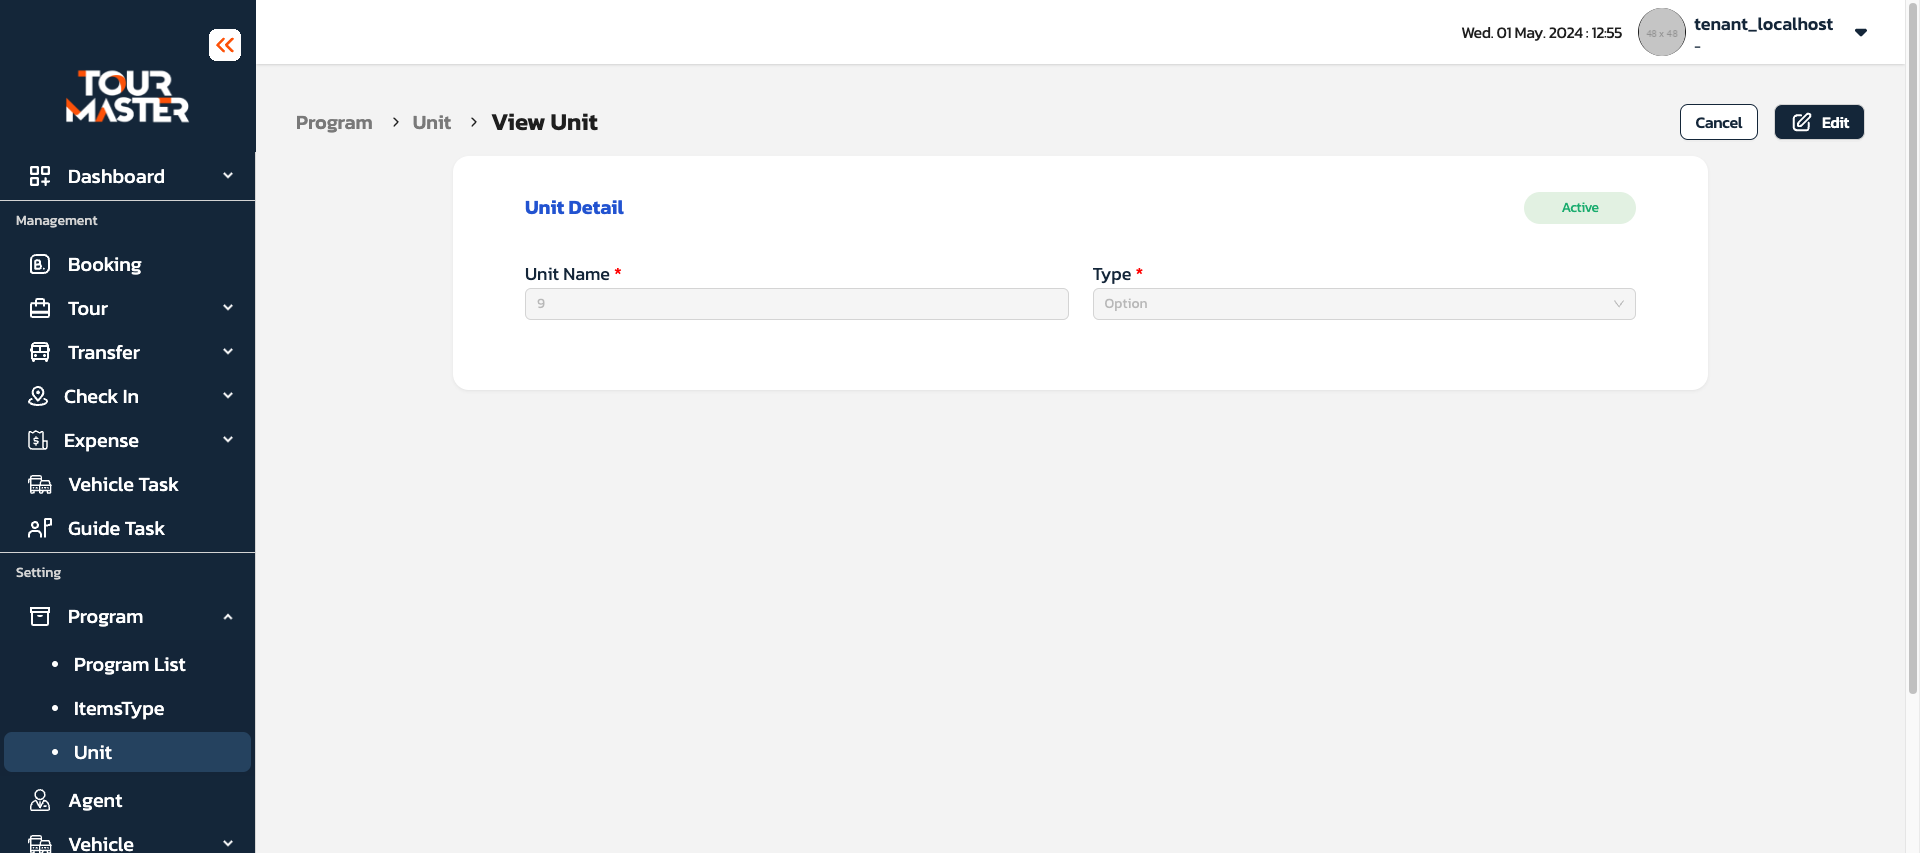 TOUR
MASTER
Dashboard
Management
Booking
Tour
Transfer
Check In
Expense
Vehicle Task
Guide Task
Setting
Program
• Program List
• ItemsType
• Unit
Agent
Vehicle
Wed. 01 May. 2024 : 12:55
48 x 48
tenant_localhost
-
Program > Unit > View Unit
Cancel
Edit
Unit Detail
Active
Unit Name *
9
Type *
Option